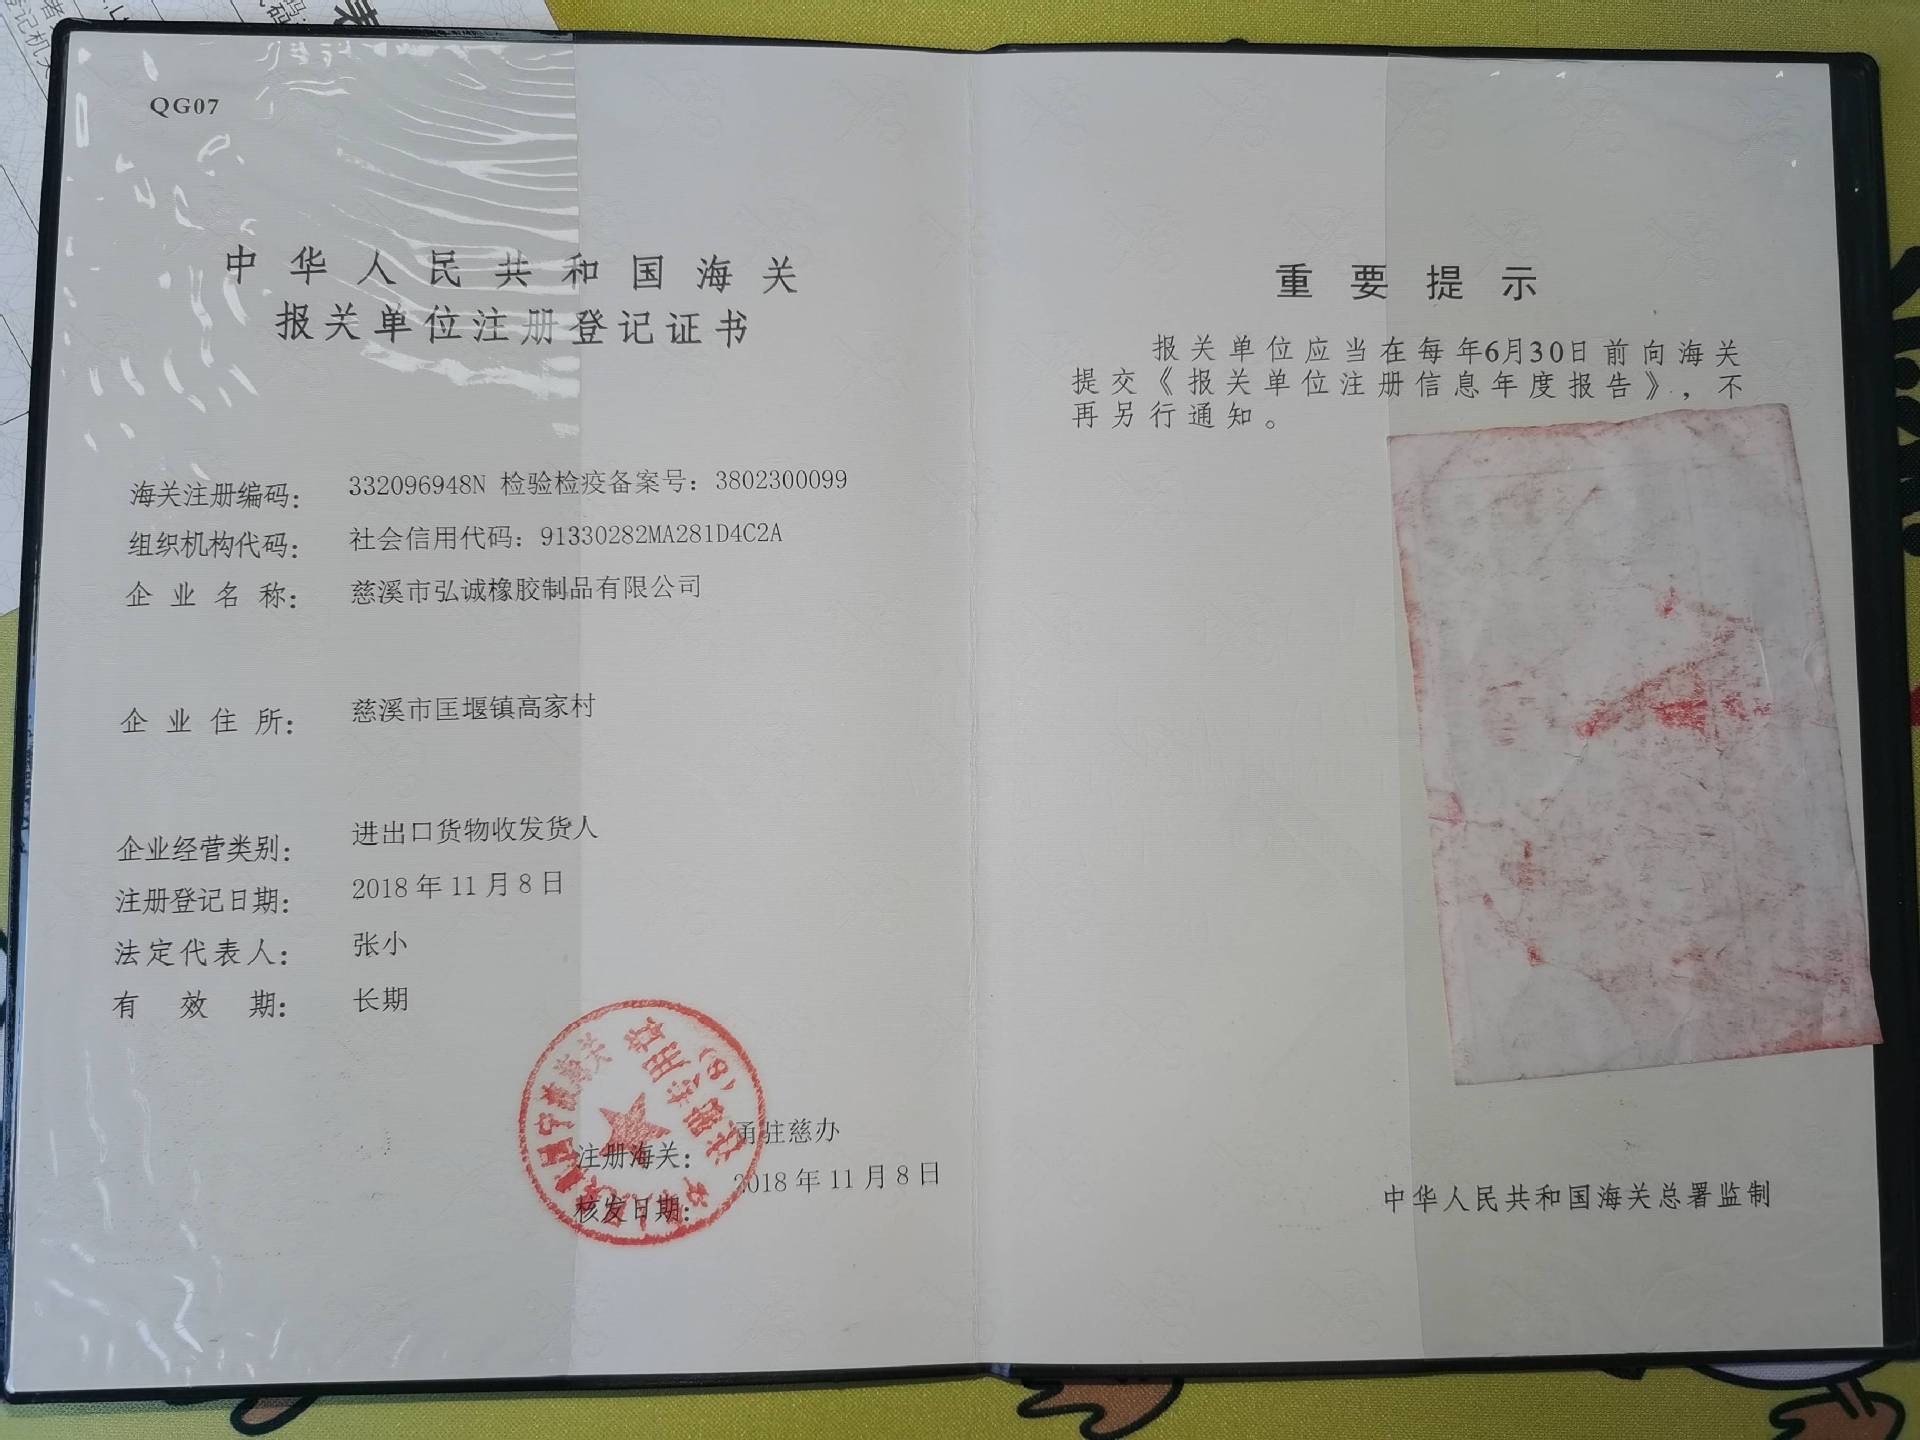 QG07
中华人民共和国海关
报关单位注册登记证书
海关注册编码: 332096948N 检验检疫备案号: 3802300099
组织机构代码: 社会信用代码: 91330282MA281D4C2A
企业名称: 慈溪市弘诚橡胶制品有限公司
企业住所: 慈溪市匡堰镇高家村
企业经营类别: 进出口货物收发货人
注册登记日期: 2018年11月8日
法定代表人: 张小
有效期: 长期
注册海关: 甬驻慈办
核发日期: 2018年11月8日
重要提示
报关单位应当在每年6月30日前向海关
提交《报关单位注册信息年度报告》,不
再另行通知。
中华人民共和国海关总署监制